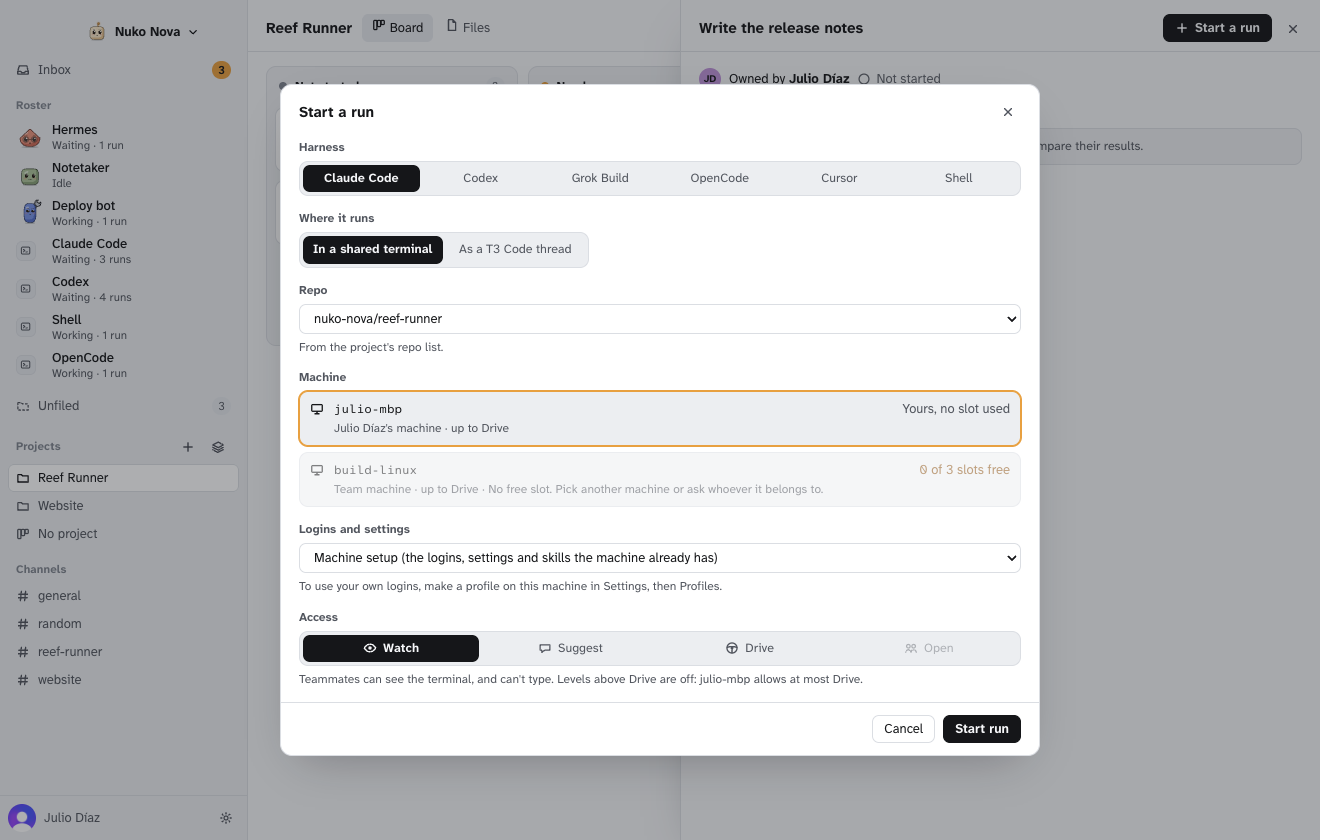 Nuko Nova
Inbox
3
Roster
Hermes
Waiting · 1 run
Notetaker
Idle
Deploy bot
Working · 1 run
Claude Code
Waiting · 3 runs
Codex
Waiting · 4 runs
Shell
Working · 1 run
OpenCode
Working · 1 run
Unfiled
3
Projects
Reef Runner
Website
No project
Channels
# general
# random
# reef-runner
# website
Julio Díaz
Reef Runner
Board
Files
Write the release notes
+ Start a run
JD
Owned by Julio Díaz
Not started
mpare their results.
Start a run
Harness
Claude Code
Codex
Grok Build
OpenCode
Cursor
Shell
Where it runs
In a shared terminal
As a T3 Code thread
Repo
nuko-nova/reef-runner
From the project's repo list.
Machine
julio-mbp
Yours, no slot used
Julio Díaz's machine · up to Drive
build-linux
0 of 3 slots free
Team machine · up to Drive · No free slot. Pick another machine or ask whoever it belongs to.
Logins and settings
Machine setup (the logins, settings and skills the machine already has)
To use your own logins, make a profile on this machine in Settings, then Profiles.
Access
Watch
Suggest
Drive
Open
Teammates can see the terminal, and can't type. Levels above Drive are off: julio-mbp allows at most Drive.
Cancel
Start run